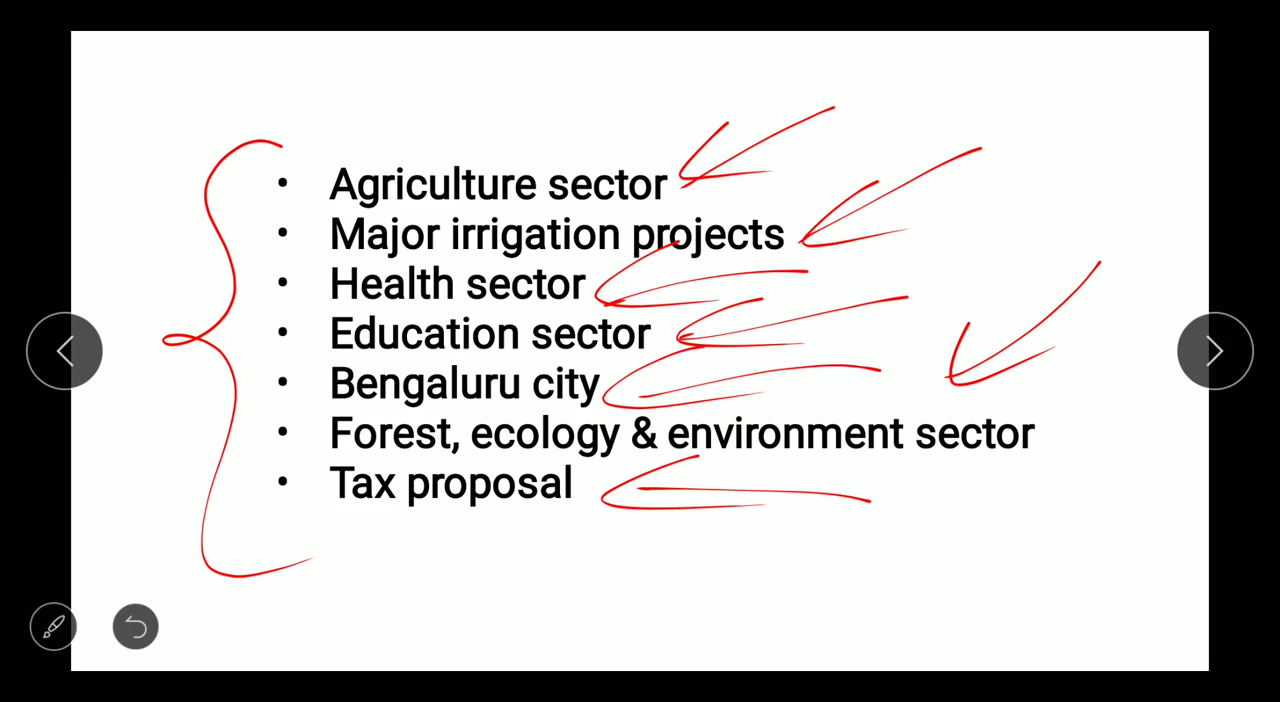 • Agriculture sector
• Major irrigation projects
• Health sector
• Education sector
• Bengaluru city
• Forest, ecology & environment sector
• Tax proposal